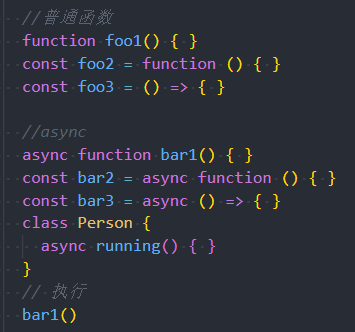 //普通函数
function foo1() { }
const foo2 = function () { }
const foo3 = () => { }
//async
async function bar1() { }
const bar2 = async function () { }
const bar3 = async () => { }
class Person {
async running() { }
}
// 执行
bar1()